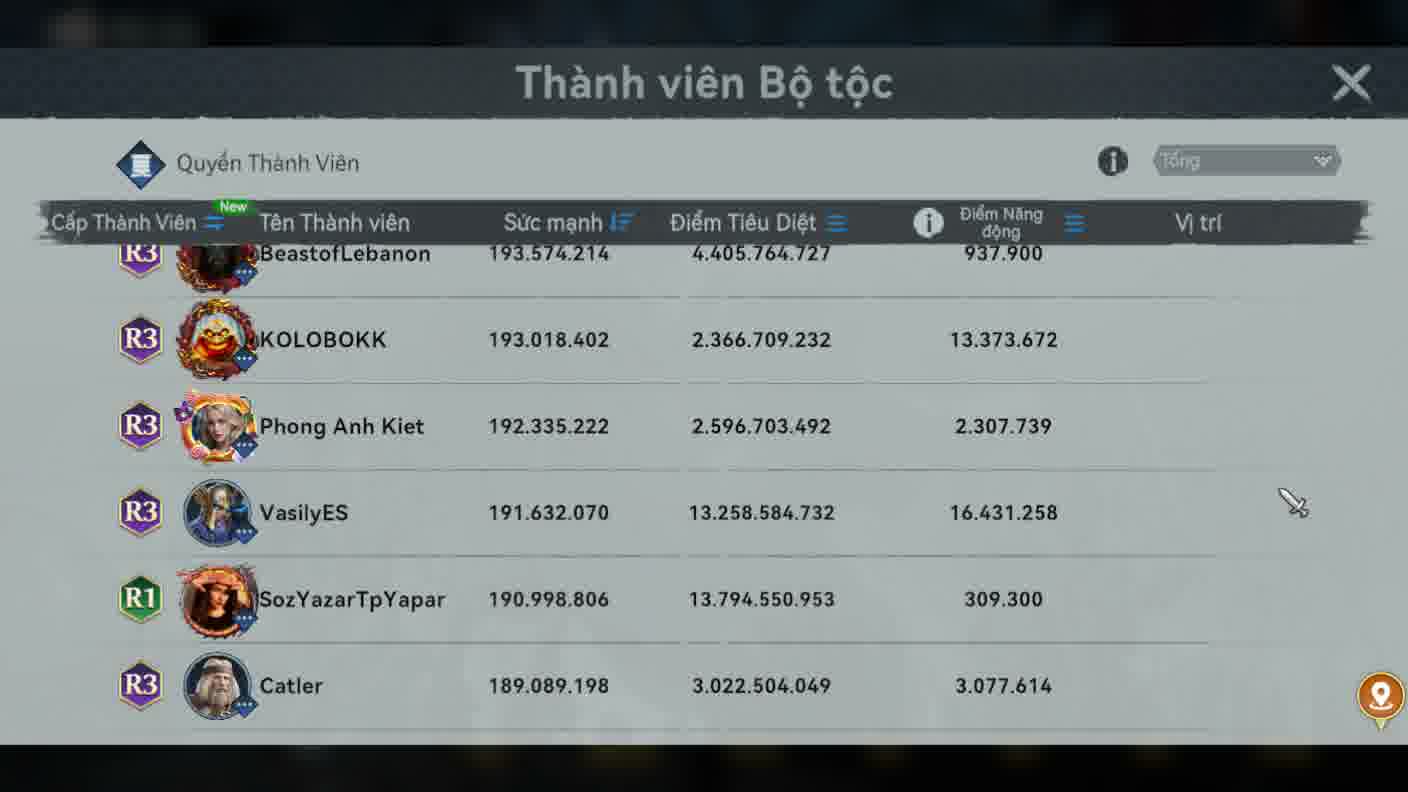 Thành viên Bộ tộc
Quyển Thành Viên
Tổng
Cấp Thành Viên New Tên Thành viên Sức mạnh Điểm Tiêu Diệt Điểm Năng động Vị trí
R3 BeastofLebanon 193.574.214 4.405.764.727 937.900
R3 KOLOBOKK 193.018.402 2.366.709.232 13.373.672
R3 Phong Anh Kiet 192.335.222 2.596.703.492 2.307.739
R3 VasilyES 191.632.070 13.258.584.732 16.431.258
R1 SozYazarTpYapar 190.998.806 13.794.550.953 309.300
R3 Catler 189.089.198 3.022.504.049 3.077.614